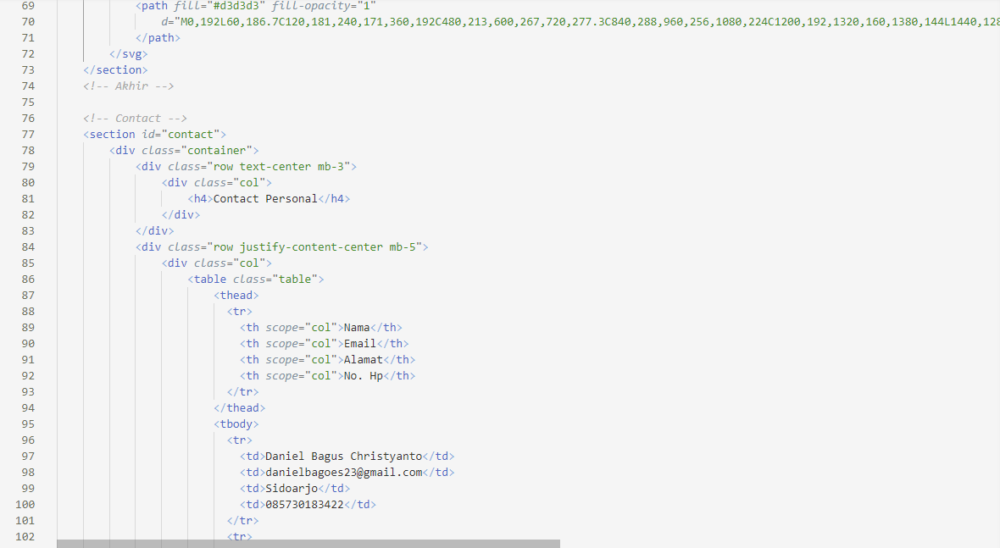 69 <path fill="#d3d3d3" fill-opacity="1"
70 d="M0,192L60,186.7C120,181,240,171,360,192C480,213,600,267,720,277.3C840,288,960,256,1080,224C1200,192,1320,160,1380,144L1440,128
71 </path>
72 </svg>
73 </section>
74 <!-- Akhir -->
75
76 <!-- Contact -->
77 <section id="contact">
78 <div class="container">
79 <div class="row text-center mb-3">
80 <div class="col">
81 <h4>Contact Personal</h4>
82 </div>
83 </div>
84 <div class="row justify-content-center mb-5">
85 <div class="col">
86 <table class="table">
87 <thead>
88 <tr>
89 <th scope="col">Nama</th>
90 <th scope="col">Email</th>
91 <th scope="col">Alamat</th>
92 <th scope="col">No. Hp</th>
93 </tr>
94 </thead>
95 <tbody>
96 <tr>
97 <td>Daniel Bagus Christyanto</td>
98 <td>danielbagoes23@gmail.com</td>
99 <td>Sidoarjo</td>
100 <td>085730183422</td>
101 </tr>
102 <tr>